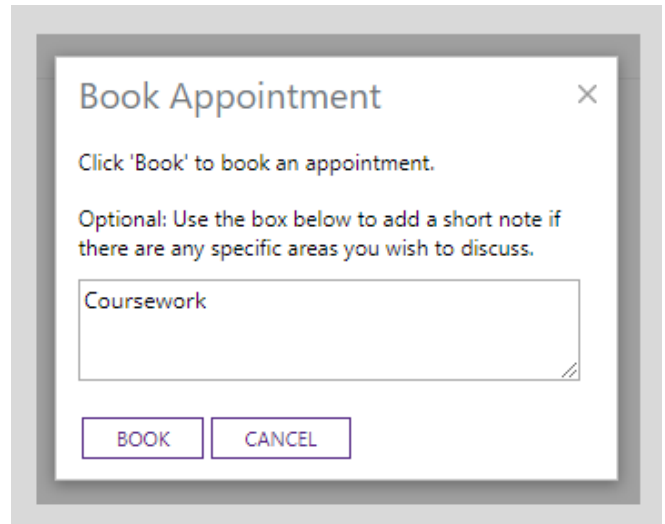 Book Appointment
Click 'Book' to book an appointment.
Optional: Use the box below to add a short note if
there are any specific areas you wish to discuss.
Coursework
BOOK CANCEL